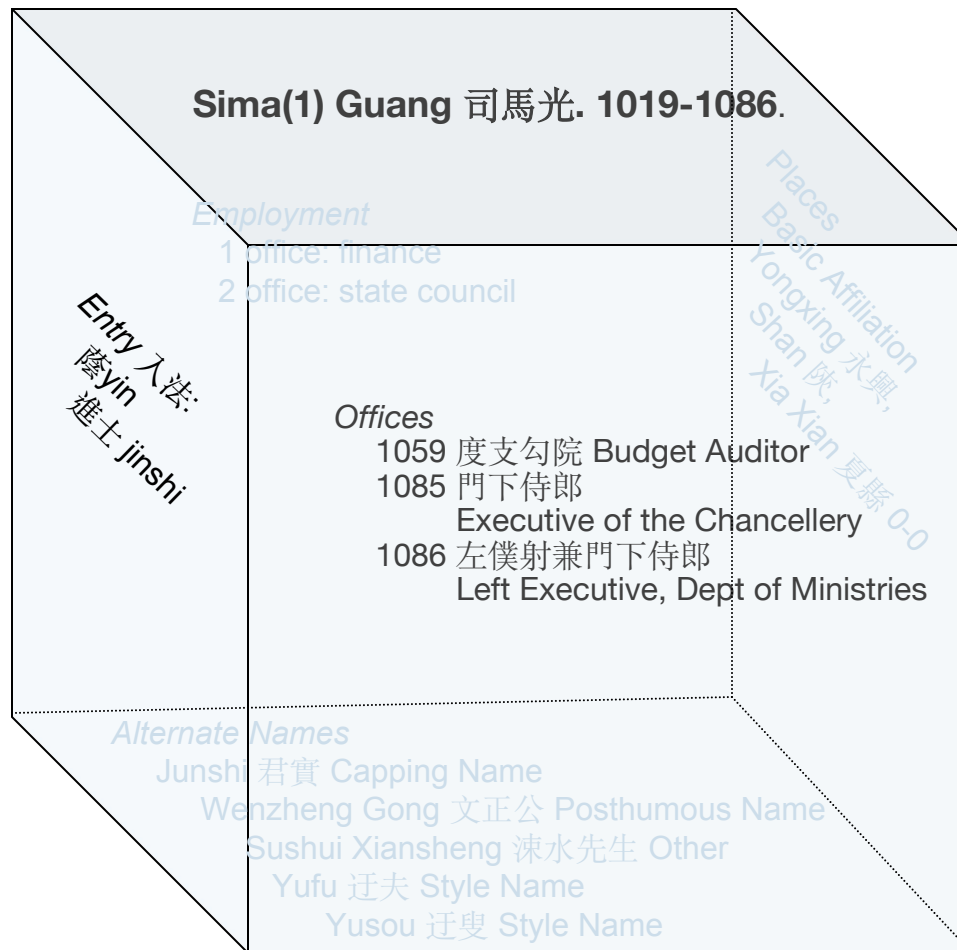 Sima(1) Guang 司馬光. 1019-1086.
Employment
1 office: finance
2 office: state council
Places
Basic Affiliation
Yongxing 永興,
Shan 陝,
Xia Xian 夏縣 0-0
Entry 入法:
蔭yin
進士 jinshi
Offices
1059 度支勾院 Budget Auditor
1085 門下侍郎
Executive of the Chancellery
1086 左僕射兼門下侍郎
Left Executive, Dept of Ministries
Alternate Names
Junshi 君實 Capping Name
Wenzheng Gong 文正公 Posthumous Name
Sushui Xiansheng 涑水先生 Other
Yufu 迂夫 Style Name
Yusou 迂叟 Style Name